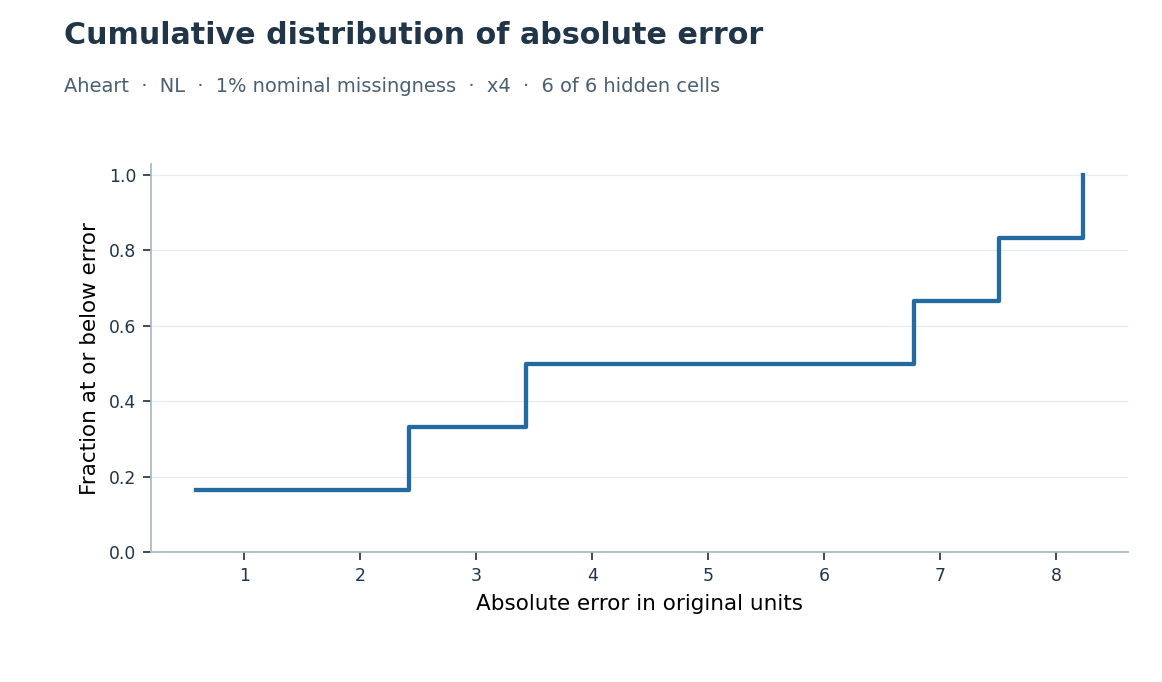 Cumulative distribution of absolute error
Aheart · NL · 1% nominal missingness · x4 · 6 of 6 hidden cells
Fraction at or below error
1.0
0.8
0.6
0.4
0.2
0.0
1 2 3 4 5 6 7 8
Absolute error in original units